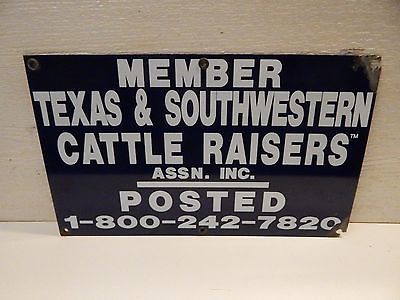 MEMBER
TEXAS & SOUTHWESTERN
CATTLE RAISERS™
ASSN. INC.
POSTED
1-800-242-7820